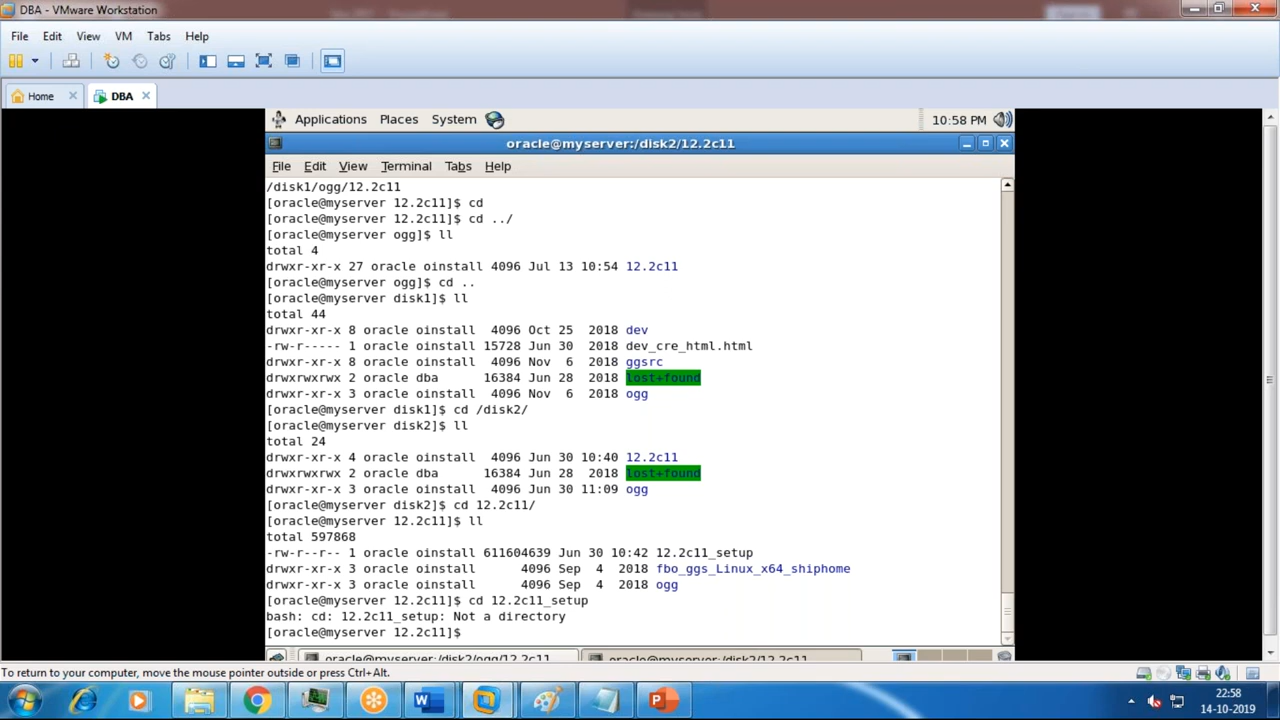 DBA - VMware Workstation
File Edit View VM Tabs Help
Home DBA
Applications Places System 10:58 PM
oracle@myserver:/disk2/12.2c11
File Edit View Terminal Tabs Help
/disk1/ogg/12.2c11
[oracle@myserver 12.2c11]$ cd
[oracle@myserver 12.2c11]$ cd ../
[oracle@myserver ogg]$ ll
total 4
drwxr-xr-x 27 oracle oinstall 4096 Jul 13 10:54 12.2c11
[oracle@myserver ogg]$ cd ..
[oracle@myserver disk1]$ ll
total 44
drwxr-xr-x 8 oracle oinstall  4096 Oct 25  2018 dev
-rw-r----- 1 oracle oinstall 15728 Jun 30  2018 dev_cre_html.html
drwxr-xr-x 8 oracle oinstall  4096 Nov  6  2018 ggsrc
drwxrwxrwx 2 oracle dba      16384 Jun 28  2018 lost+found
drwxr-xr-x 3 oracle oinstall  4096 Nov  6  2018 ogg
[oracle@myserver disk1]$ cd /disk2/
[oracle@myserver disk2]$ ll
total 24
drwxr-xr-x 4 oracle oinstall  4096 Jun 30 10:40 12.2c11
drwxrwxrwx 2 oracle dba      16384 Jun 28  2018 lost+found
drwxr-xr-x 3 oracle oinstall  4096 Jun 30 11:09 ogg
[oracle@myserver disk2]$ cd 12.2c11/
[oracle@myserver 12.2c11]$ ll
total 597868
-rw-r--r-- 1 oracle oinstall 611604639 Jun 30 10:42 12.2c11_setup
drwxr-xr-x 3 oracle oinstall      4096 Sep  4  2018 fbo_ggs_Linux_x64_shiphome
drwxr-xr-x 3 oracle oinstall      4096 Sep  4  2018 ogg
[oracle@myserver 12.2c11]$ cd 12.2c11_setup
bash: cd: 12.2c11_setup: Not a directory
[oracle@myserver 12.2c11]$
oracle@myserver:/disk2/ogg/12.2c11 oracle@myserver:/disk2/12.2c11
To return to your computer, move the mouse pointer outside or press Ctrl+Alt.
22:58
14-10-2019